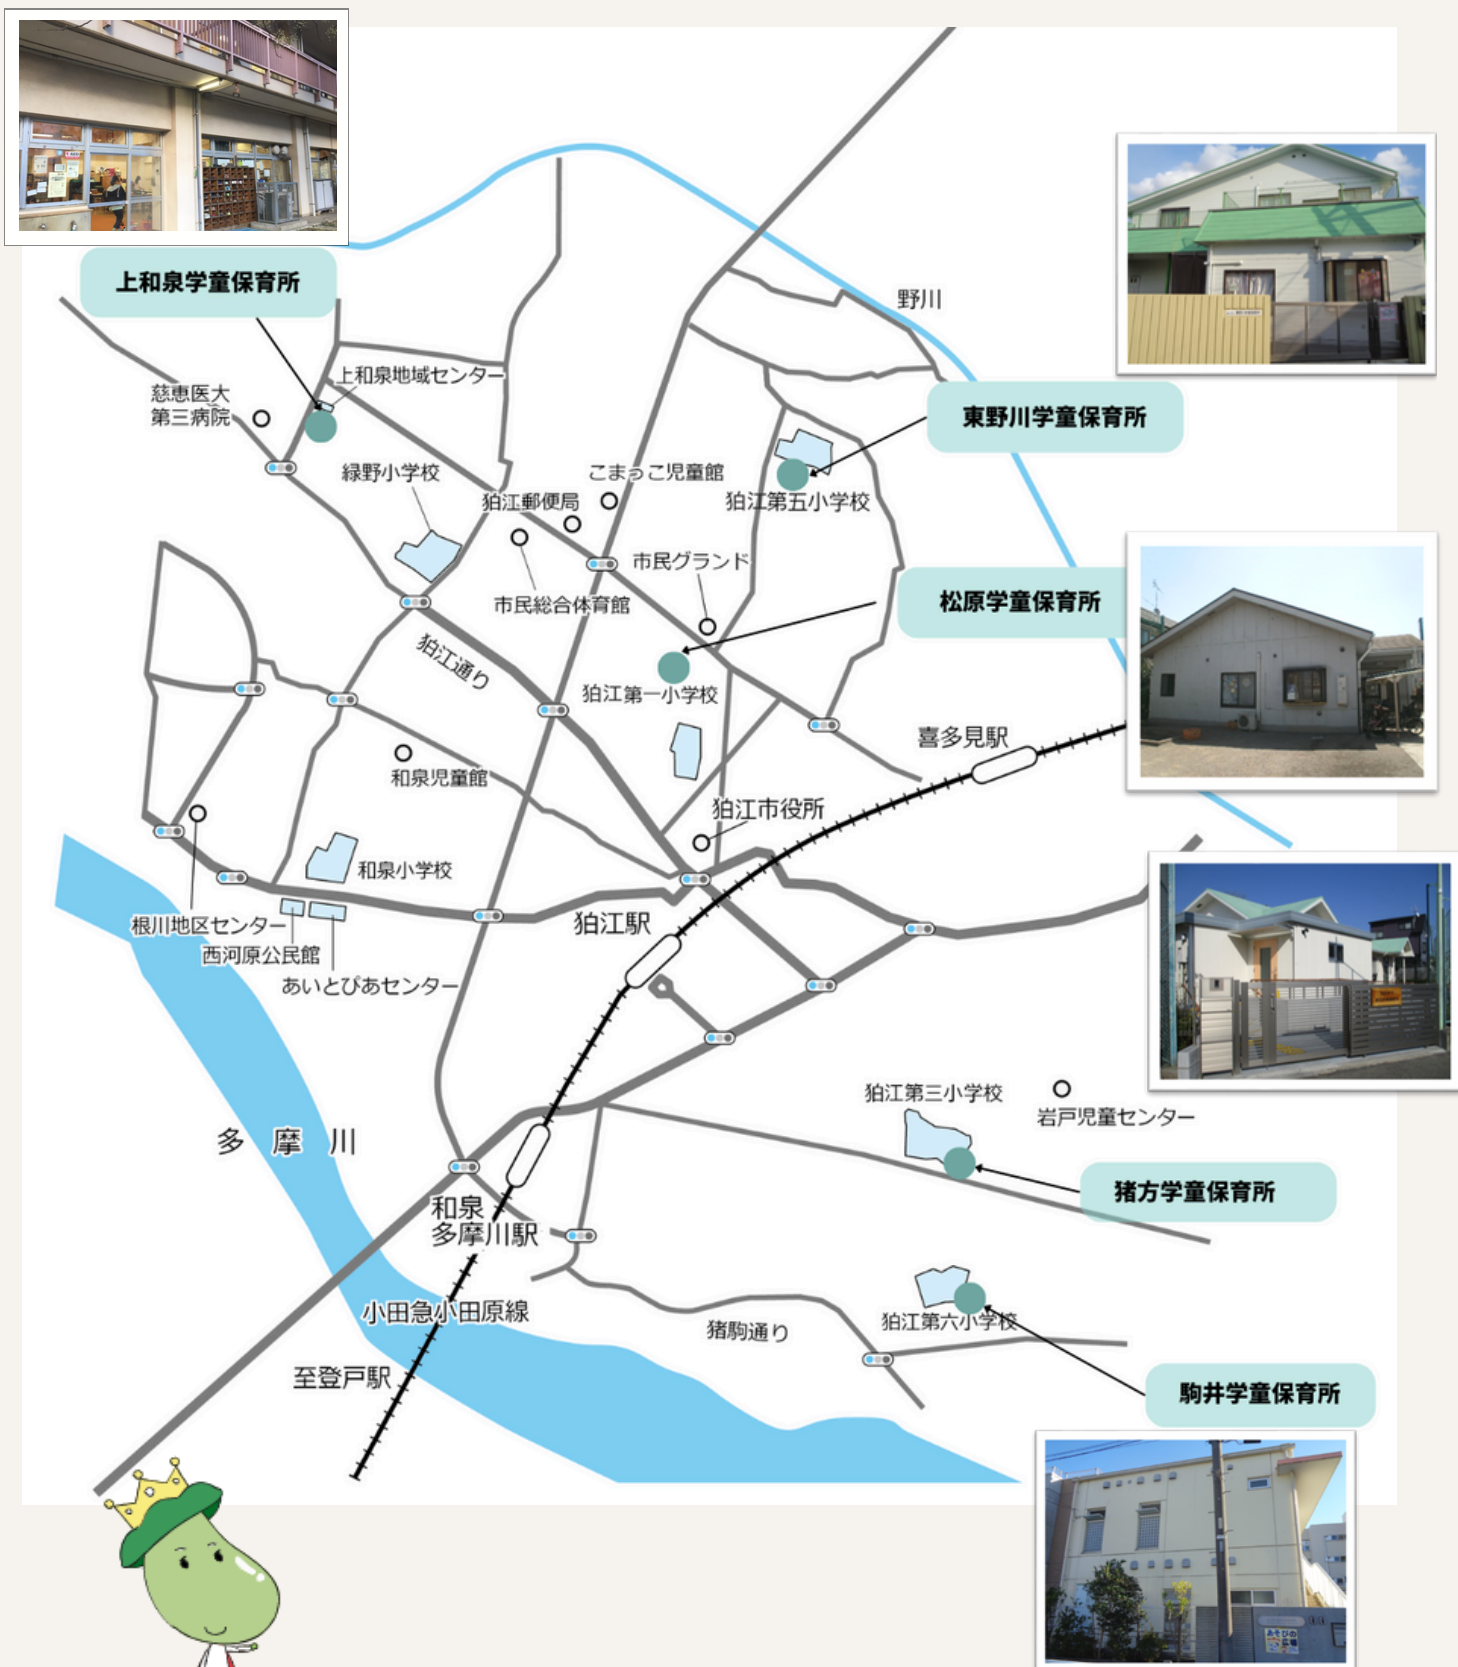 上和泉学童保育所
野川
上和泉地域センター
慈恵医大
第三病院
東野川学童保育所
緑野小学校
こまっこ児童館
狛江郵便局
狛江第五小学校
市民グランド
市民総合体育館
松原学童保育所
狛江通り
狛江第一小学校
喜多見駅
和泉児童館
狛江市役所
和泉小学校
根川地区センター
狛江駅
西河原公民館
あいとぴあセンター
狛江第三小学校
岩戸児童センター
多摩川
猪方学童保育所
和泉
多摩川駅
小田急小田原線
猪駒通り
狛江第六小学校
至登戸駅
駒井学童保育所
あそびの
広場